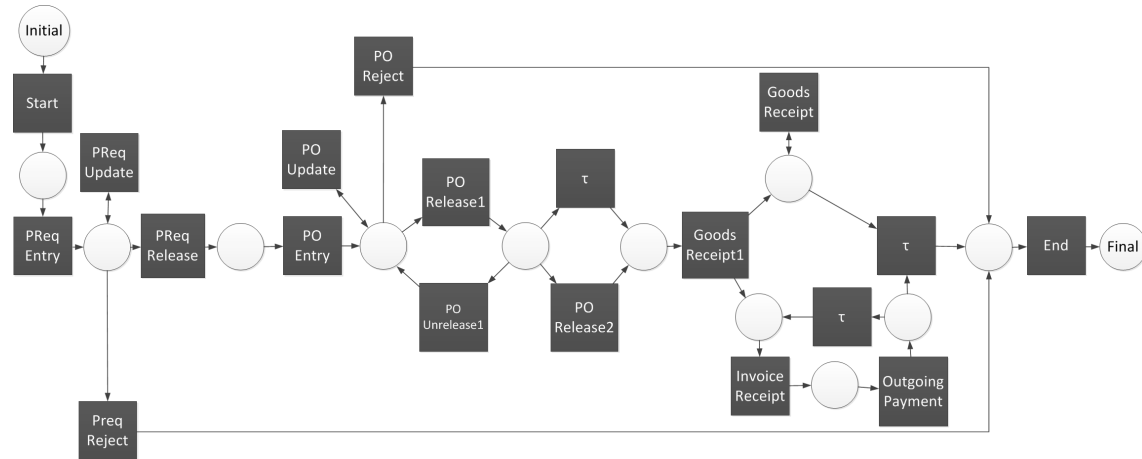 Initial
Start
PReq
Entry
PReq
Update
PReq
Release
Preq
Reject
PO
Entry
PO
Update
PO
Reject
PO
Release1
PO
Unrelease1
τ
PO
Release2
Goods
Receipt1
Goods
Receipt
τ
τ
Invoice
Receipt
Outgoing
Payment
End
Final